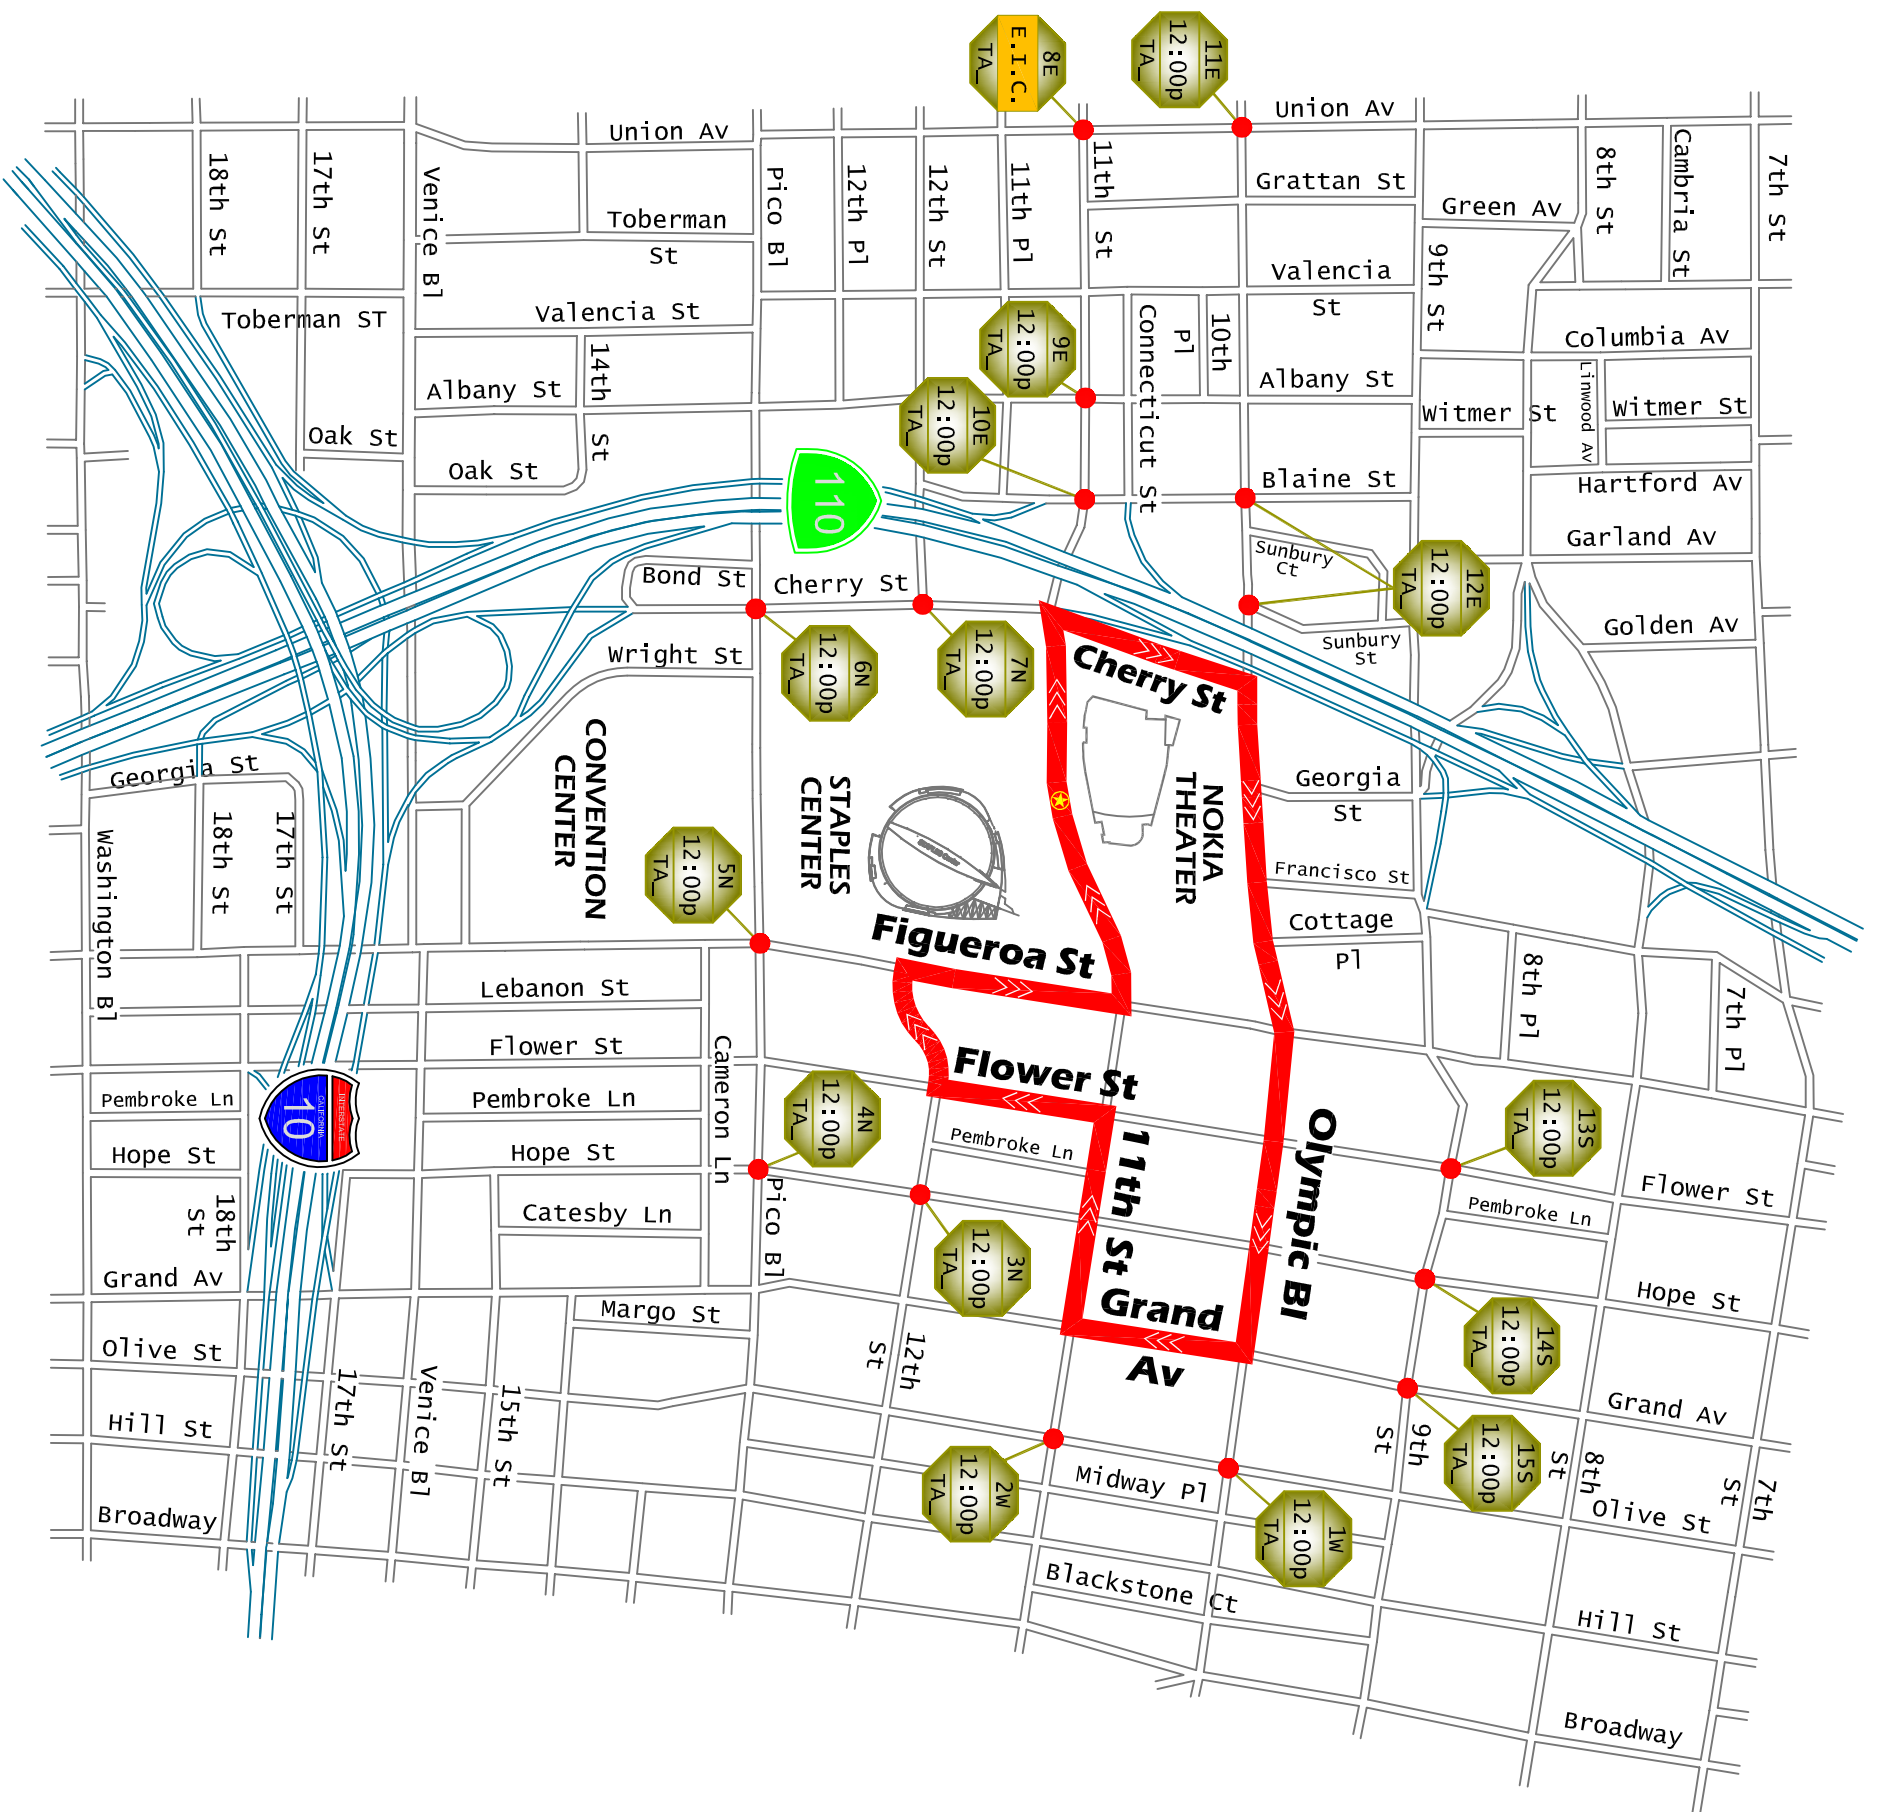 8E
E.I.C.
TA_
11E
12:00p
TA_
Union Av
Union Av
18th St
17th St
Venice Bl
Pico Bl
12th Pl
12th St
11th Pl
11th St
Grattan St
Green Av
8th St
Cambria St
7th St
Toberman St
Valencia St
9th St
Toberman ST
Valencia St
14th St
Albany St
Oak St
Oak St
9E
12:00p
TA_
10E
12:00p
TA_
Connecticut St
10th Pl
Albany St
Columbia Av
Linwood Av
Witmer St
Witmer St
110
Blaine St
Hartford Av
Garland Av
Sunbury Ct
Sunbury St
12E
12:00p
TA_
Golden Av
Bond St
Cherry St
Wright St
6N
12:00p
TA_
7N
12:00p
TA_
Cherry St
CONVENTION CENTER
STAPLES CENTER
NOKIA THEATER
Georgia St
Georgia St
18th St
17th St
Washington Bl
5N
12:00p
TA_
Francisco St
Cottage Pl
Figueroa St
8th Pl
7th Pl
Lebanon St
Flower St
Cameron Ln
Pembroke Ln
Pembroke Ln
INTERSTATE
CALIFORNIA
10
Flower St
4N
12:00p
TA_
Pembroke Ln
11th St
Olympic Bl
13S
12:00p
TA_
Hope St
Hope St
Flower St
Pembroke Ln
18th St
Catesby Ln
Pico Bl
3N
12:00p
TA_
Grand Av
Grand Av
Margo St
Hope St
14S
12:00p
TA_
Olive St
17th St
Venice Bl
15th St
12th St
Grand Av
9th St
15S
12:00p
TA_
8th St
7th St
Hill St
2W
12:00p
TA_
Midway Pl
1W
12:00p
TA_
Olive St
Broadway
Blackstone Ct
Hill St
Broadway